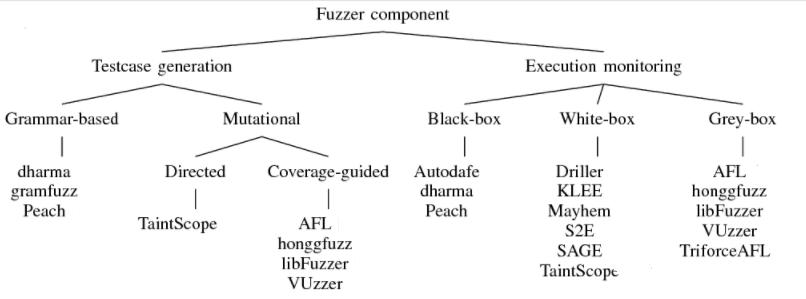 Fuzzer component
Testcase generation
Execution monitoring
Grammar-based
Mutational
Black-box
White-box
Grey-box
dharma
gramfuzz
Peach
Directed
TaintScope
Coverage-guided
AFL
honggfuzz
libFuzzer
VUzzer
Autodafe
dharma
Peach
Driller
KLEE
Mayhem
S2E
SAGE
TaintScope
AFL
honggfuzz
libFuzzer
VUzzer
TriforceAFL